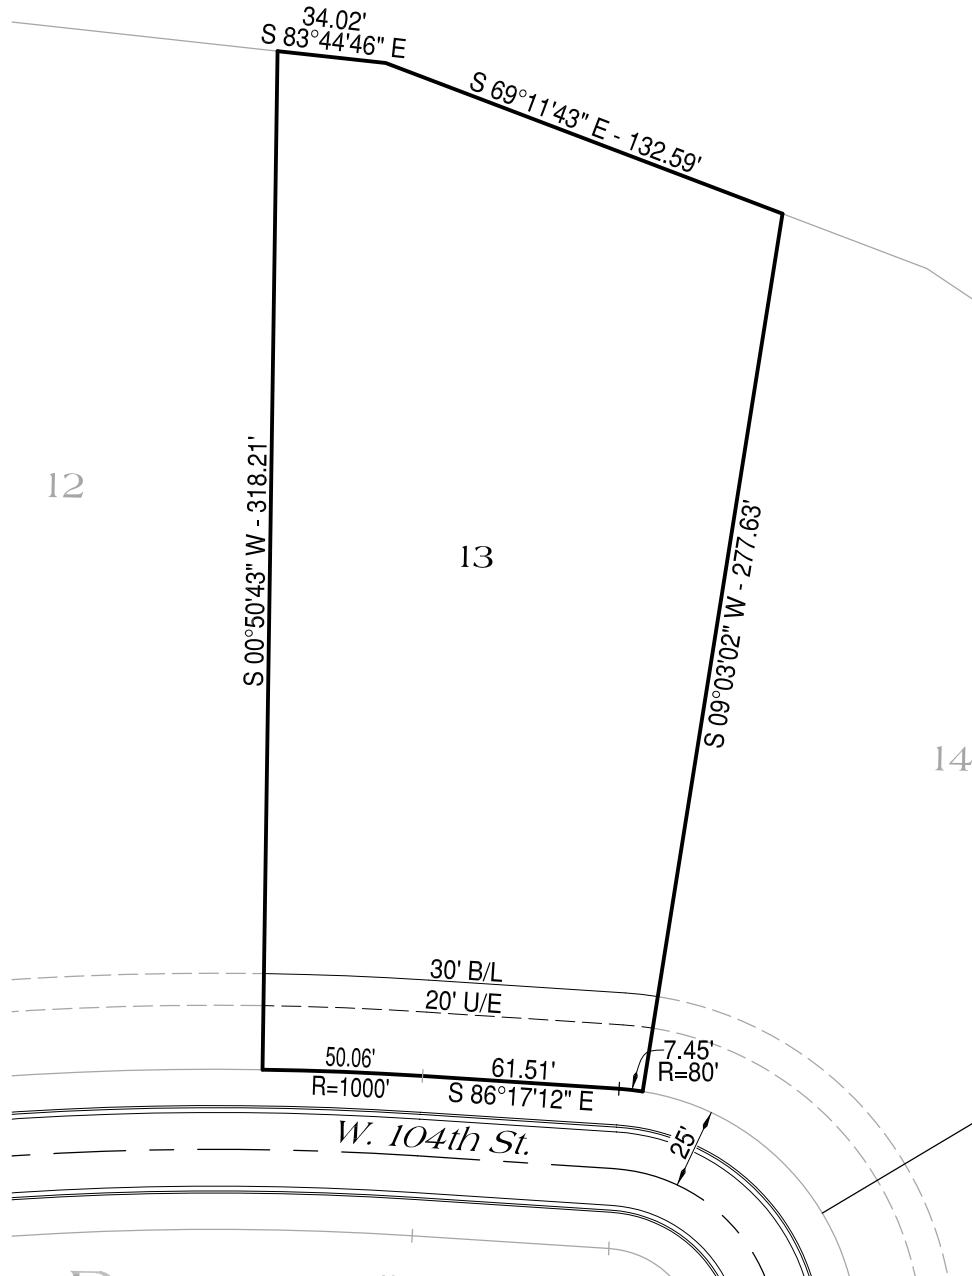 34.02'
S 83°44'46" E
S 69°11'43" E - 132.59'
S 00°50'43" W - 318.21'
12
13
S 09°03'02" W - 277.63'
14
30' B/L
20' U/E
50.06'
R=1000'
61.51'
S 86°17'12" E
7.45'
R=80'
25'
W. 104th St.